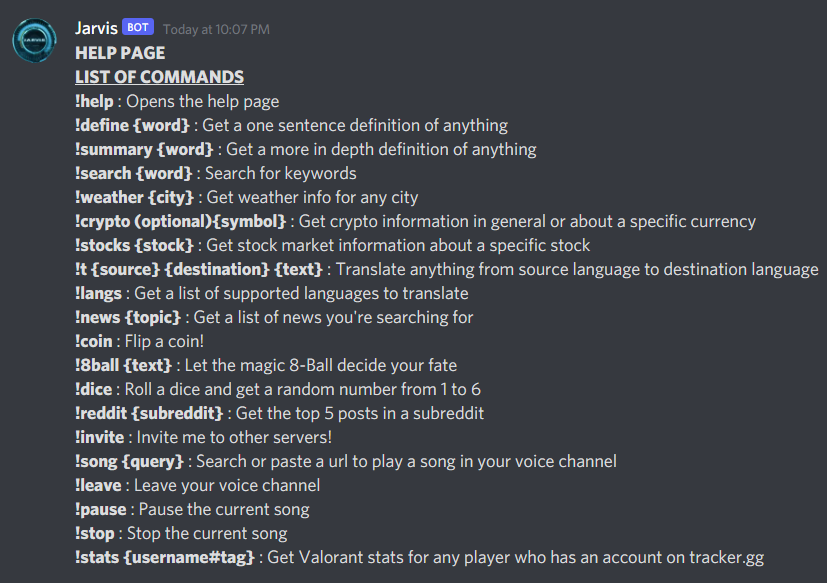 Jarvis BOT Today at 10:07 PM
HELP PAGE
LIST OF COMMANDS
!help : Opens the help page
!define {word} : Get a one sentence definition of anything
!summary {word} : Get a more in depth definition of anything
!search {word} : Search for keywords
!weather {city} : Get weather info for any city
!crypto (optional){symbol} : Get crypto information in general or about a specific currency
!stocks {stock} : Get stock market information about a specific stock
!t {source} {destination} {text} : Translate anything from source language to destination language
!langs : Get a list of supported languages to translate
!news {topic} : Get a list of news you're searching for
!coin : Flip a coin!
!8ball {text} : Let the magic 8-Ball decide your fate
!dice : Roll a dice and get a random number from 1 to 6
!reddit {subreddit} : Get the top 5 posts in a subreddit
!invite : Invite me to other servers!
!song {query} : Search or paste a url to play a song in your voice channel
!leave : Leave your voice channel
!pause : Pause the current song
!stop : Stop the current song
!stats {username#tag} : Get Valorant stats for any player who has an account on tracker.gg
JARVIS